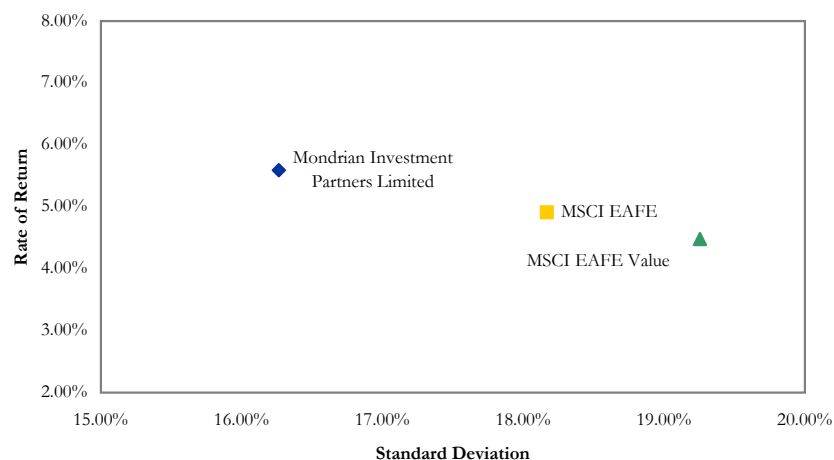 8.00%
7.00%
6.00%
5.00%
4.00%
3.00%
2.00%
Rate of Return
Mondrian Investment
Partners Limited
MSCI EAFE
MSCI EAFE Value
15.00% 16.00% 17.00% 18.00% 19.00% 20.00%
Standard Deviation